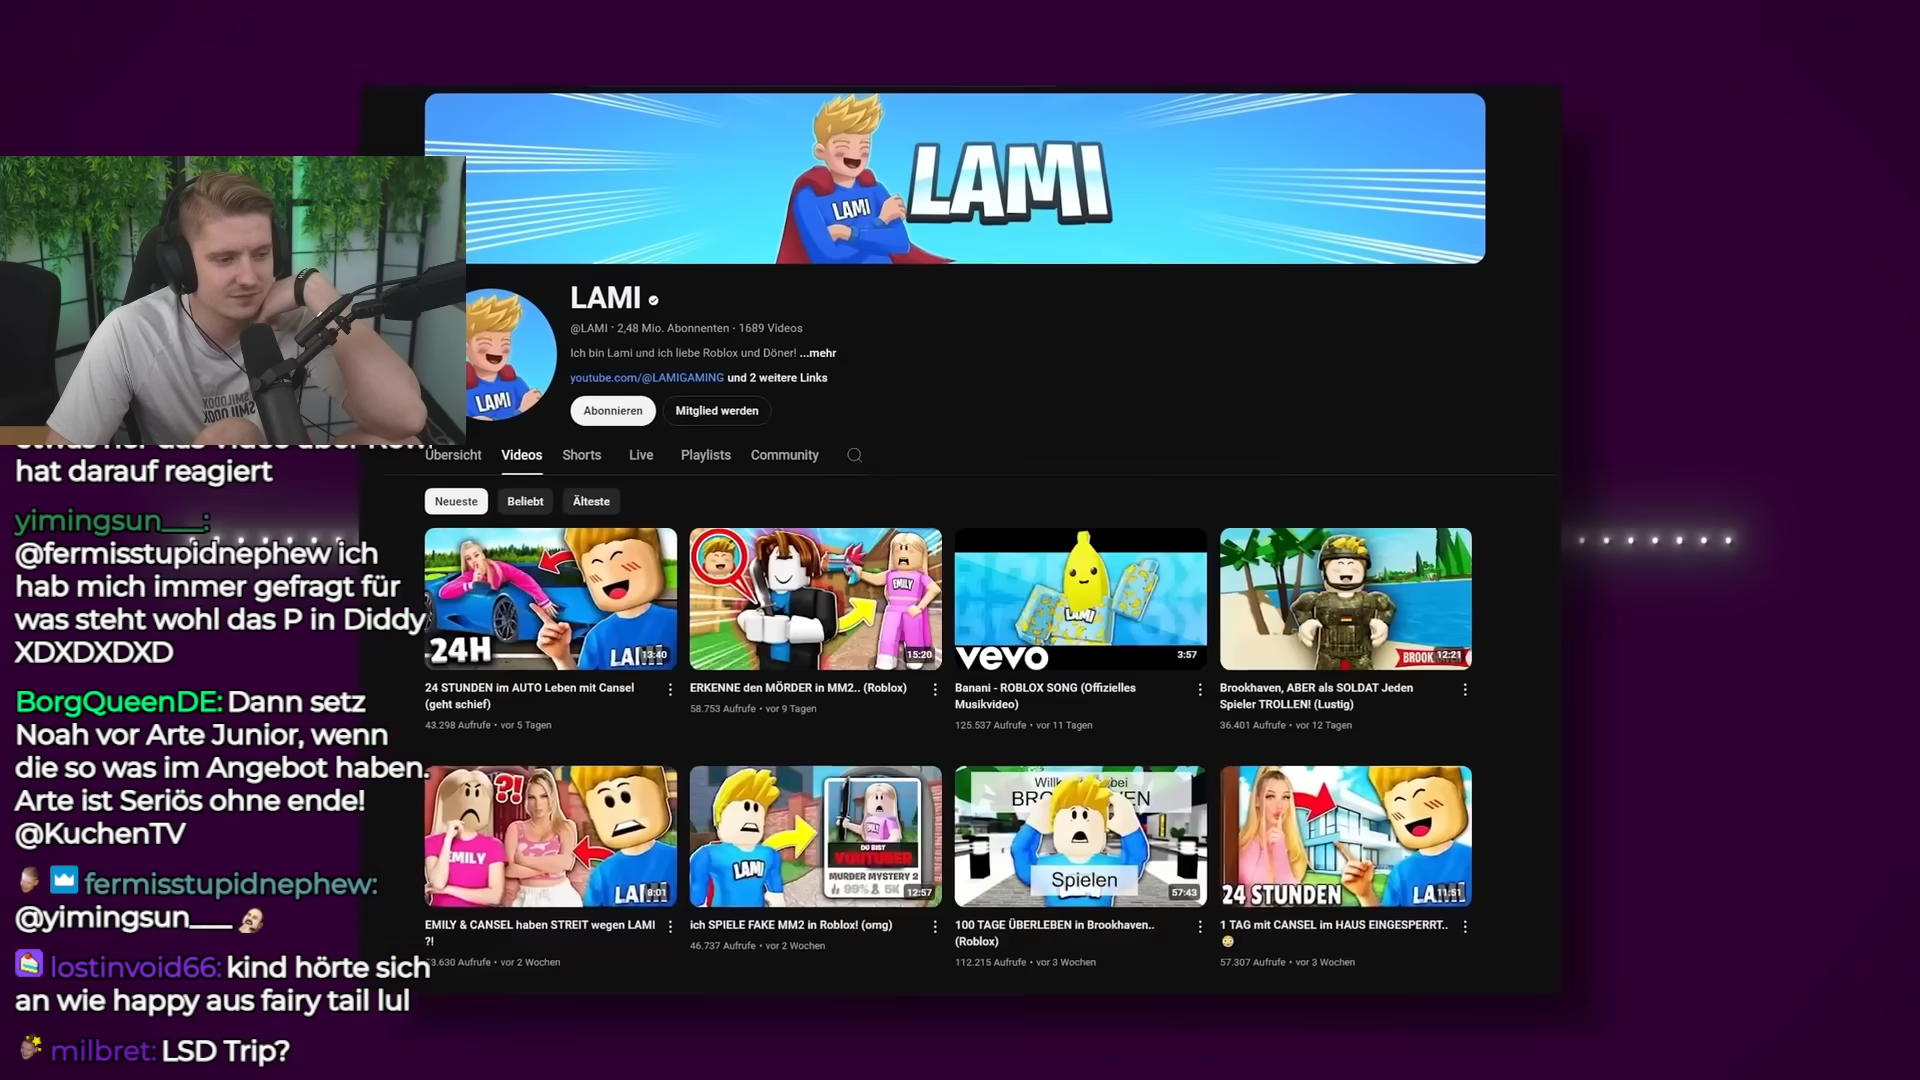 LAMI
LAMI
LAMI
@LAMI · 2,48 Mio. Abonnenten · 1689 Videos
Ich bin Lami und ich liebe Roblox und Döner! ...mehr
youtube.com/@LAMIGAMING und 2 weitere Links
LAMI
Abonnieren
Mitglied werden
Übersicht
Videos
Shorts
Live
Playlists
Community
Neueste
Beliebt
Älteste
24H
LAMI
13:40
EMILY
15:20
LAMI
vevo
3:57
BROOK
12:21
24 STUNDEN im AUTO Leben mit Cansel
(geht schief)
43.298 Aufrufe · vor 5 Tagen
ERKENNE den MÖRDER in MM2.. (Roblox)
58.753 Aufrufe · vor 9 Tagen
Banani - ROBLOX SONG (Offizielles
Musikvideo)
125.537 Aufrufe · vor 11 Tagen
Brookhaven, ABER als SOLDAT Jeden
Spieler TROLLEN! (Lustig)
36.401 Aufrufe · vor 12 Tagen
?!
EMILY
LAMI
8:01
LAMI
DU BIST
YOUTUBER
MURDER MYSTERY 2
99% 5K
12:57
Spielen
57:43
24 STUNDEN
LAMI
11:51
EMILY & CANSEL haben STREIT wegen LAMI
?!
3.630 Aufrufe · vor 2 Wochen
ich SPIELE FAKE MM2 in Roblox! (omg)
46.737 Aufrufe · vor 2 Wochen
100 TAGE ÜBERLEBEN in Brookhaven..
(Roblox)
112.215 Aufrufe · vor 3 Wochen
1 TAG mit CANSEL im HAUS EINGESPERRT..
57.307 Aufrufe · vor 3 Wochen
hat darauf reagiert
yimingsun___:
@fermisstupidnephew ich
hab mich immer gefragt für
was steht wohl das P in Diddy
XDXDXDXD
BorgQueenDE: Dann setz
Noah vor Arte Junior, wenn
die so was im Angebot haben.
Arte ist Seriös ohne ende!
@KuchenTV
fermisstupidnephew:
@yimingsun___
lostinvoid66: kind hörte sich
an wie happy aus fairy tail lul
milbret: LSD Trip?